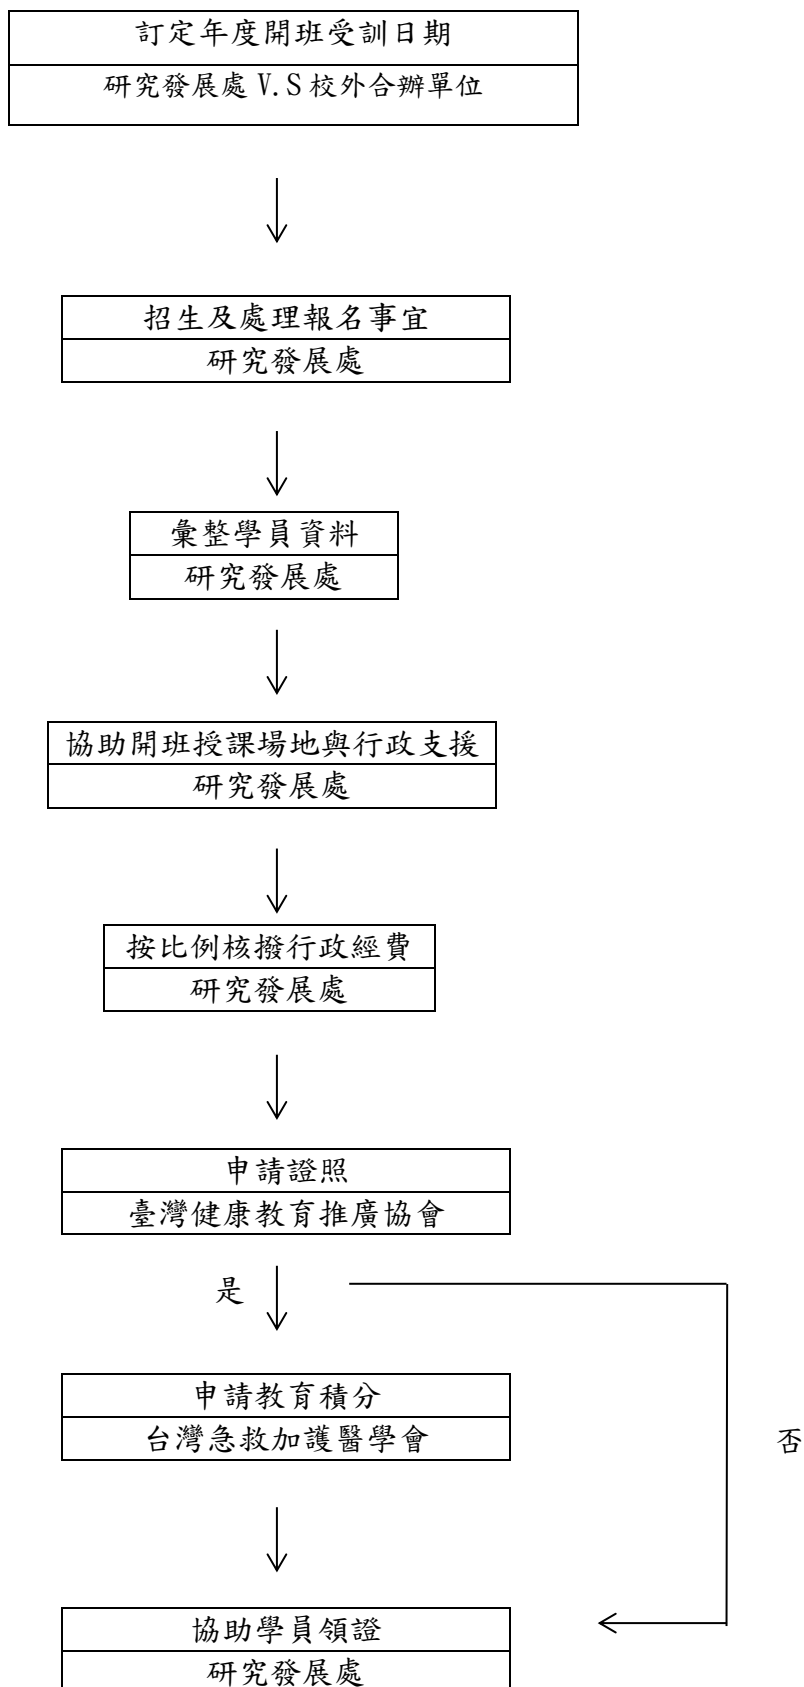 訂定年度開班受訓日期
研究發展處 V.S 校外合辦單位
招生及處理報名事宜
研究發展處
彙整學員資料
研究發展處
協助開班授課場地與行政支援
研究發展處
按比例核撥行政經費
研究發展處
申請證照
臺灣健康教育推廣協會
是
申請教育積分
台灣急救加護醫學會
否
協助學員領證
研究發展處